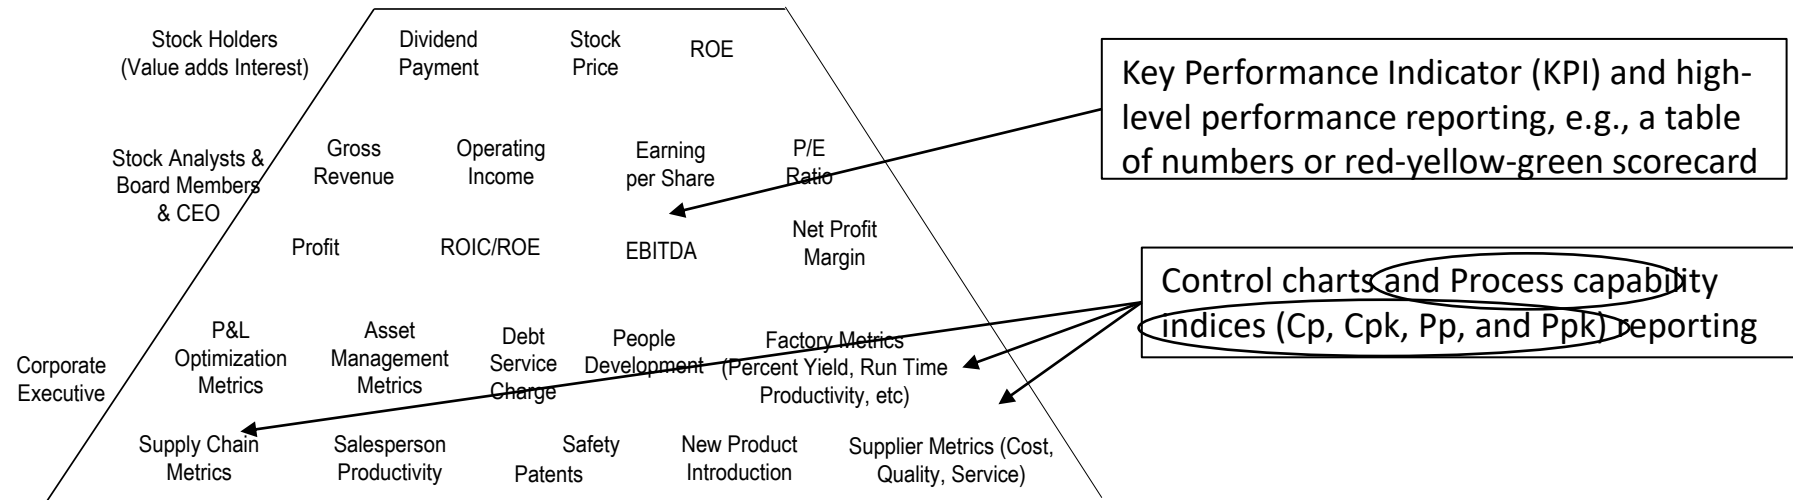 Stock Holders
(Value adds Interest)
Dividend
Payment
Stock
Price
ROE
Key Performance Indicator (KPI) and high-
level performance reporting, e.g., a table
of numbers or red-yellow-green scorecard
Stock Analysts &
Board Members
& CEO
Gross
Revenue
Operating
Income
Earning
per Share
P/E
Ratio
Profit
ROIC/ROE
EBITDA
Net Profit
Margin
Control charts and Process capability
indices (Cp, Cpk, Pp, and Ppk) reporting
Corporate
Executive
P&L
Optimization
Metrics
Asset
Management
Metrics
Debt
Service
Charge
People
Development
Factory Metrics
(Percent Yield, Run Time
Productivity, etc)
Supply Chain
Metrics
Salesperson
Productivity
Safety
Patents
New Product
Introduction
Supplier Metrics (Cost,
Quality, Service)